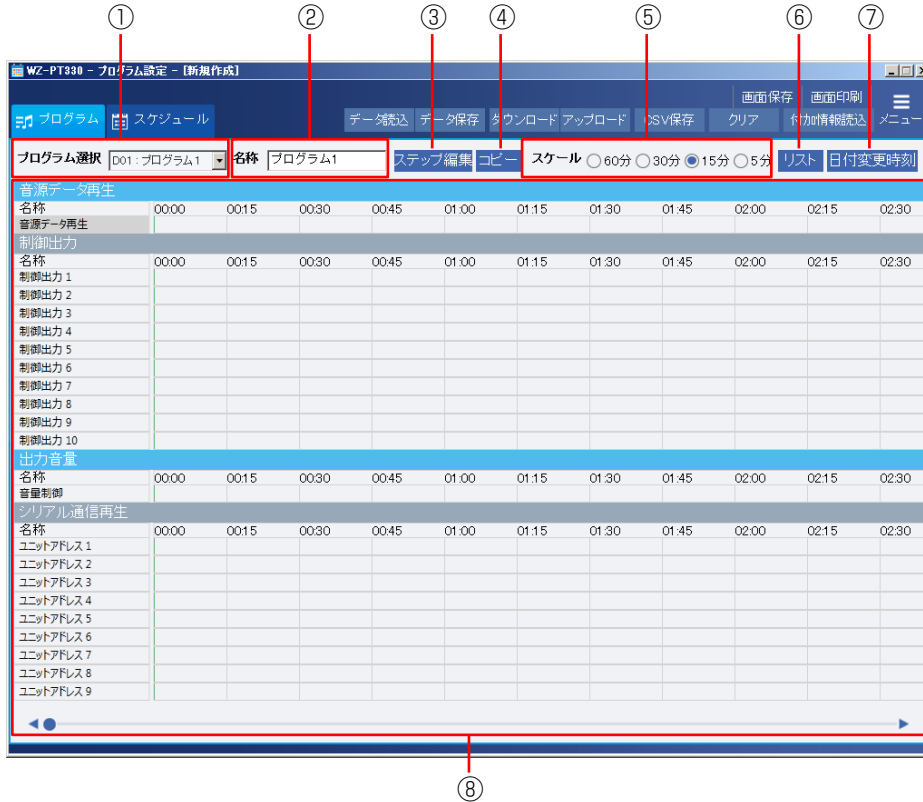 ① ② ③ ④ ⑤ ⑥ ⑦
WZ-PT330 - プログラム設定 - [新規作成]
画面保存 画面印刷
プログラム スケジュール データ読込 データ保存 ダウンロード アップロード CSV保存 クリア 付加情報読込 メニュー
プログラム選択 D01:プログラム1 名称 プログラム1 ステップ編集 コピー スケール 60分 30分 15分 5分 リスト 日付変更時刻
音源データ再生
名称 00:00 00:15 00:30 00:45 01:00 01:15 01:30 01:45 02:00 02:15 02:30
音源データ再生
制御出力
名称 00:00 00:15 00:30 00:45 01:00 01:15 01:30 01:45 02:00 02:15 02:30
制御出力 1
制御出力 2
制御出力 3
制御出力 4
制御出力 5
制御出力 6
制御出力 7
制御出力 8
制御出力 9
制御出力 10
出力音量
名称 00:00 00:15 00:30 00:45 01:00 01:15 01:30 01:45 02:00 02:15 02:30
音量制御
シリアル通信再生
名称 00:00 00:15 00:30 00:45 01:00 01:15 01:30 01:45 02:00 02:15 02:30
ユニットアドレス 1
ユニットアドレス 2
ユニットアドレス 3
ユニットアドレス 4
ユニットアドレス 5
ユニットアドレス 6
ユニットアドレス 7
ユニットアドレス 8
ユニットアドレス 9
⑧